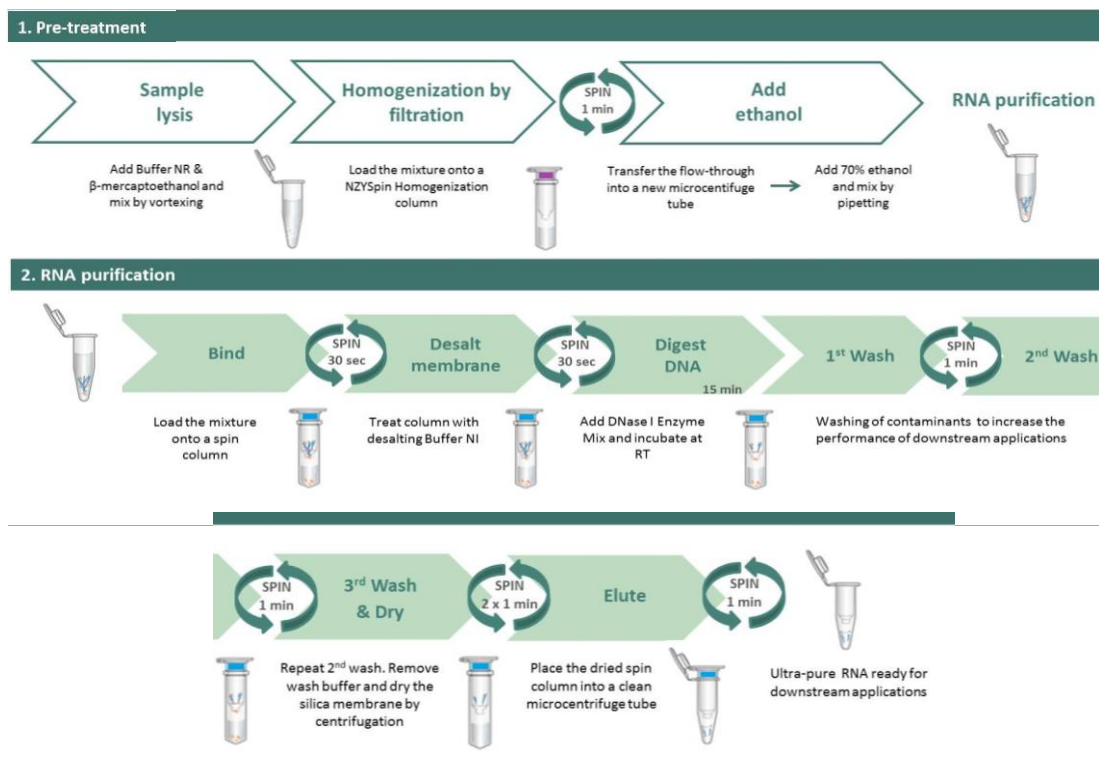 1. Pre-treatment
Sample
lysis
Homogenization by
filtration
SPIN
1 min
Add
ethanol
RNA purification
Add Buffer NR &
β-mercaptoethanol and
mix by vortexing
Load the mixture onto a
NZYSpin Homogenization
column
Transfer the flow-through
into a new microcentifuge
tube
Add 70% ethanol
and mix by
pipetting
2. RNA purification
Bind
SPIN
30 sec
Desalt
membrane
SPIN
30 sec
Digest
DNA
15 min
1st Wash
SPIN
1 min
2nd Wash
Load the mixture
onto a spin
column
Treat column with
desalting Buffer NI
Add DNase I Enzyme
Mix and incubate at
RT
Washing of contaminants to increase the
performance of downstream applications
SPIN
1 min
3rd Wash
& Dry
SPIN
2 x 1 min
Elute
SPIN
1 min
Repeat 2nd wash. Remove
wash buffer and dry the
silica membrane by
centrifugation
Place the dried spin
column into a clean
microcentrifuge tube
Ultra-pure RNA ready for
downstream applications